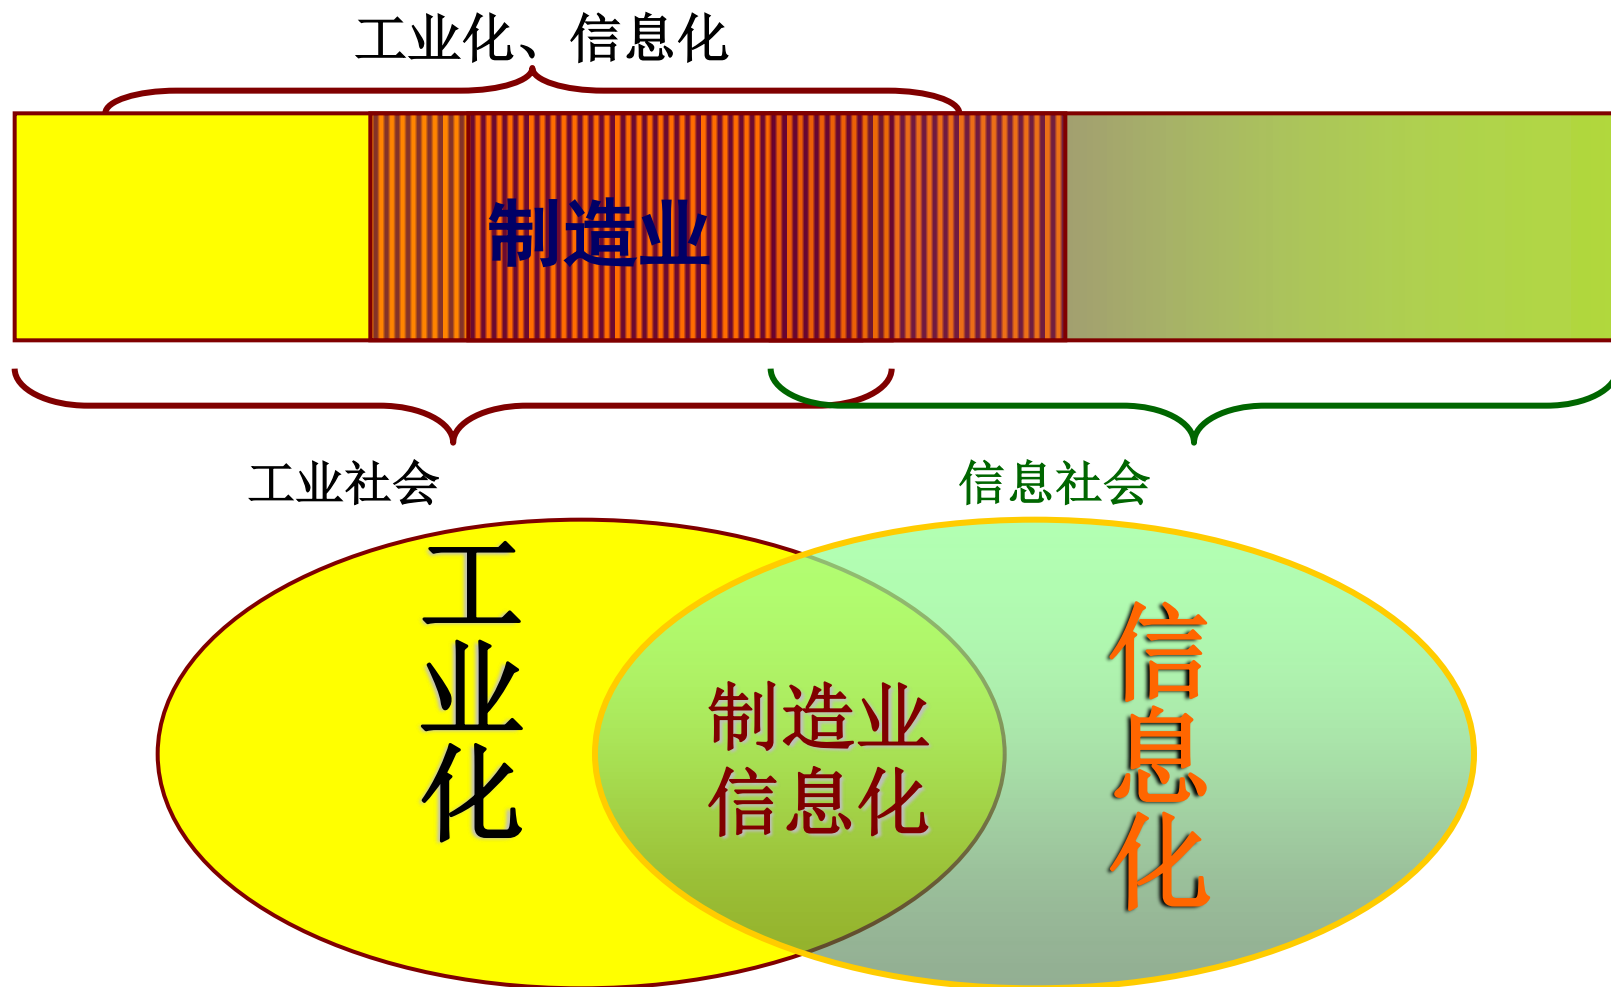 工业化、信息化
制造业
工业社会
信息社会
工业化
制造业
信息化
信息化